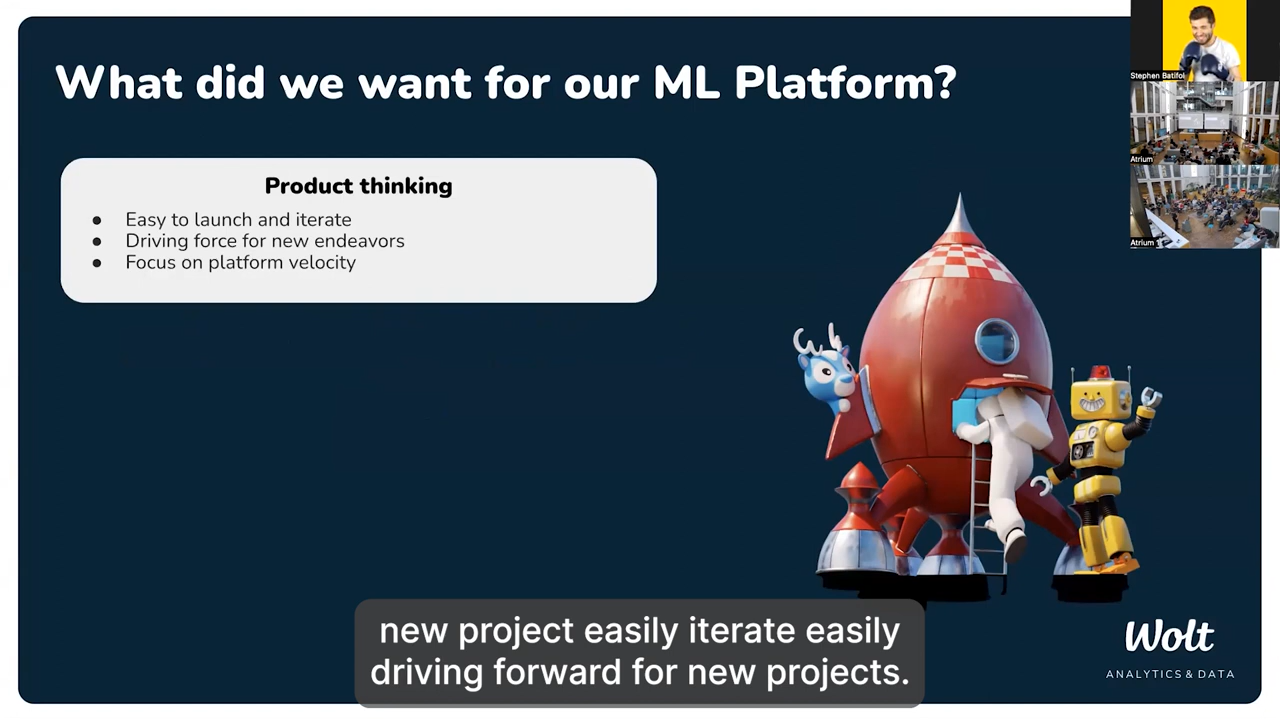 What did we want for our ML Platform?
Product thinking
● Easy to launch and iterate
● Driving force for new endeavors
● Focus on platform velocity
new project easily iterate easily
driving forward for new projects.
Wolt
ANALYTICS & DATA
Stephen Batifol
Atrium
Atrium 1